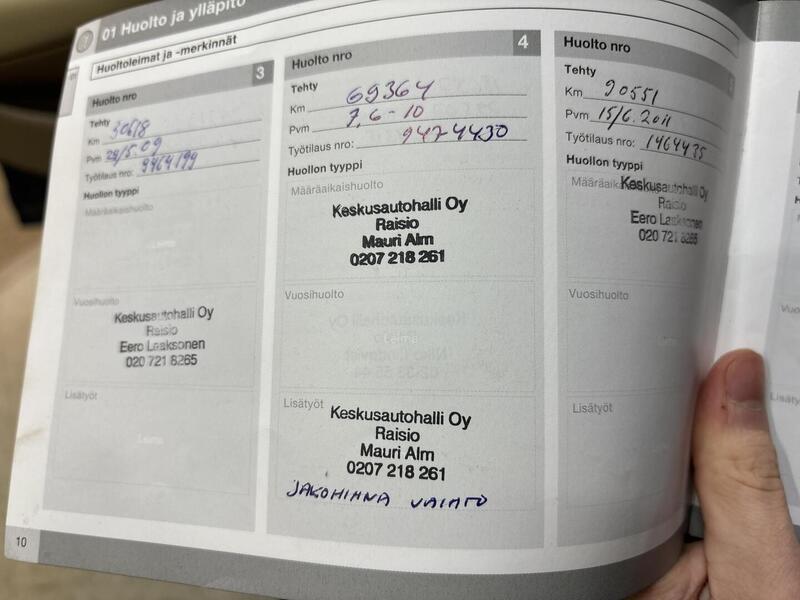 01 Huolto ja ylläpito
Huoltoleimat ja -merkinnät
Huolto nro 3
Tehty
Km 30618
Pvm 28/5.09
Työtilaus nro: 9464199
Huollon tyyppi
Määräaikaishuolto
Leima
Vuosihuolto
Keskusautohalli Oy
Raisio
Eero Laaksonen
020 721 8265
Lisätyöt
Leima
Huolto nro 4
Tehty
Km 69364
Pvm 7.6-10
Työtilaus nro: 9474430
Huollon tyyppi
Määräaikaishuolto
Keskusautohalli Oy
Raisio
Mauri Alm
0207 218 261
Vuosihuolto
Leima
Lisätyöt
Keskusautohalli Oy
Raisio
Mauri Alm
0207 218 261
JAKOHIHNA VAIHTO
Huolto nro
Tehty
Km 90551
Pvm 15/6.2011
Työtilaus nro: 1464435
Huollon tyyppi
Keskusautohalli Oy
Raisio
Eero Laaksonen
020 721 8265
Vuosihuolto
Lisätyöt
10